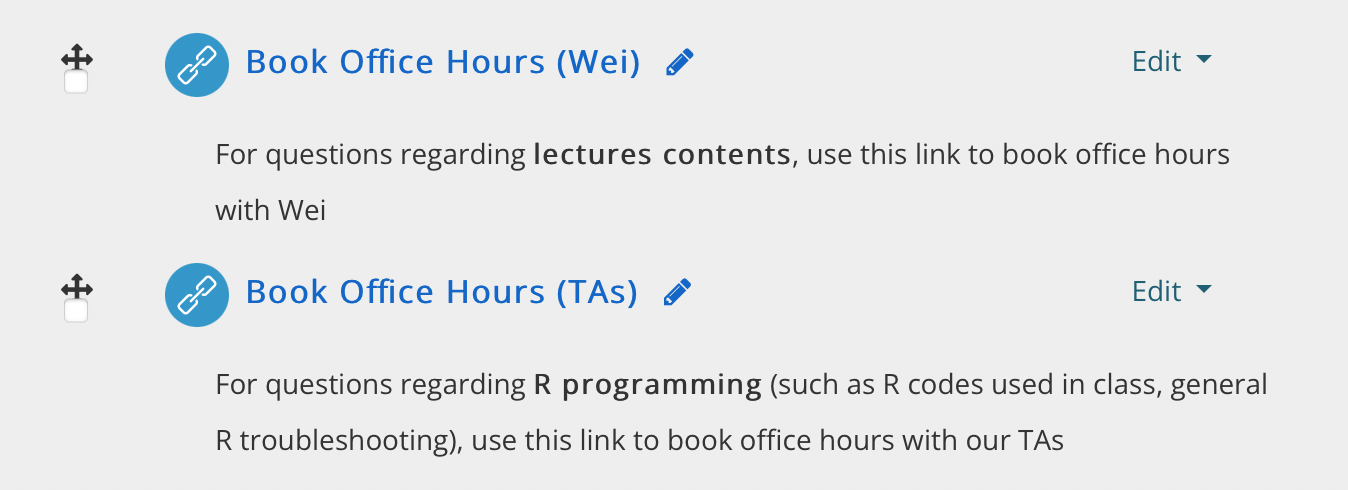 Book Office Hours (Wei)
Edit
For questions regarding lectures contents, use this link to book office hours
with Wei
Book Office Hours (TAs)
Edit
For questions regarding R programming (such as R codes used in class, general
R troubleshooting), use this link to book office hours with our TAs